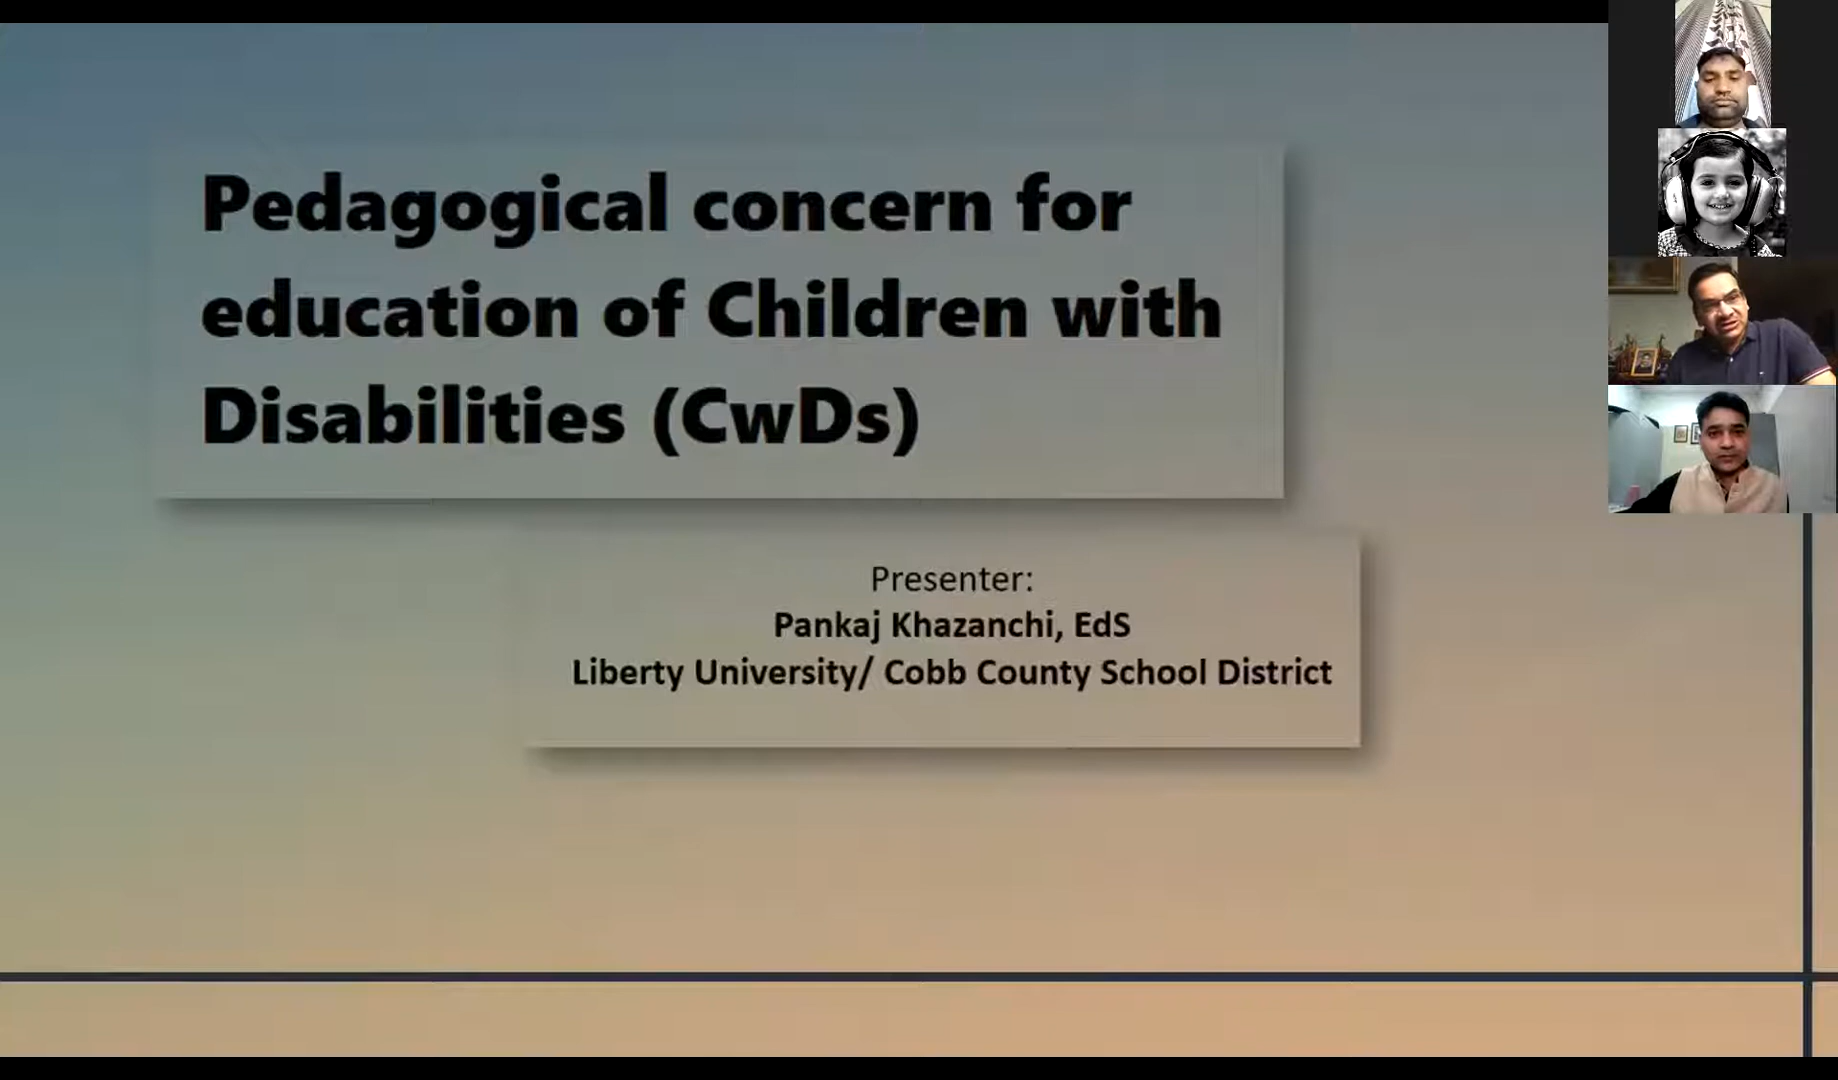 Pedagogical concern for
education of Children with
Disabilities (CwDs)
Presenter:
Pankaj Khazanchi, EdS
Liberty University/ Cobb County School District